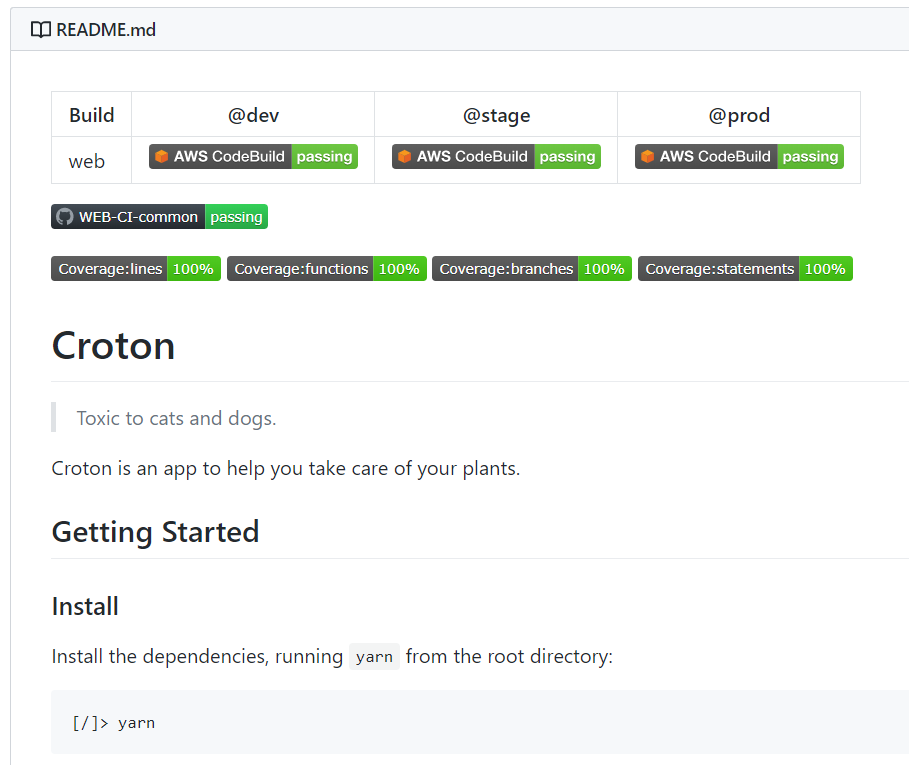 README.md
Build @dev @stage @prod
web AWS CodeBuild passing AWS CodeBuild passing AWS CodeBuild passing
WEB-CI-common passing
Coverage:lines 100% Coverage:functions 100% Coverage:branches 100% Coverage:statements 100%
Croton
Toxic to cats and dogs.
Croton is an app to help you take care of your plants.
Getting Started
Install
Install the dependencies, running yarn from the root directory:
[/]> yarn